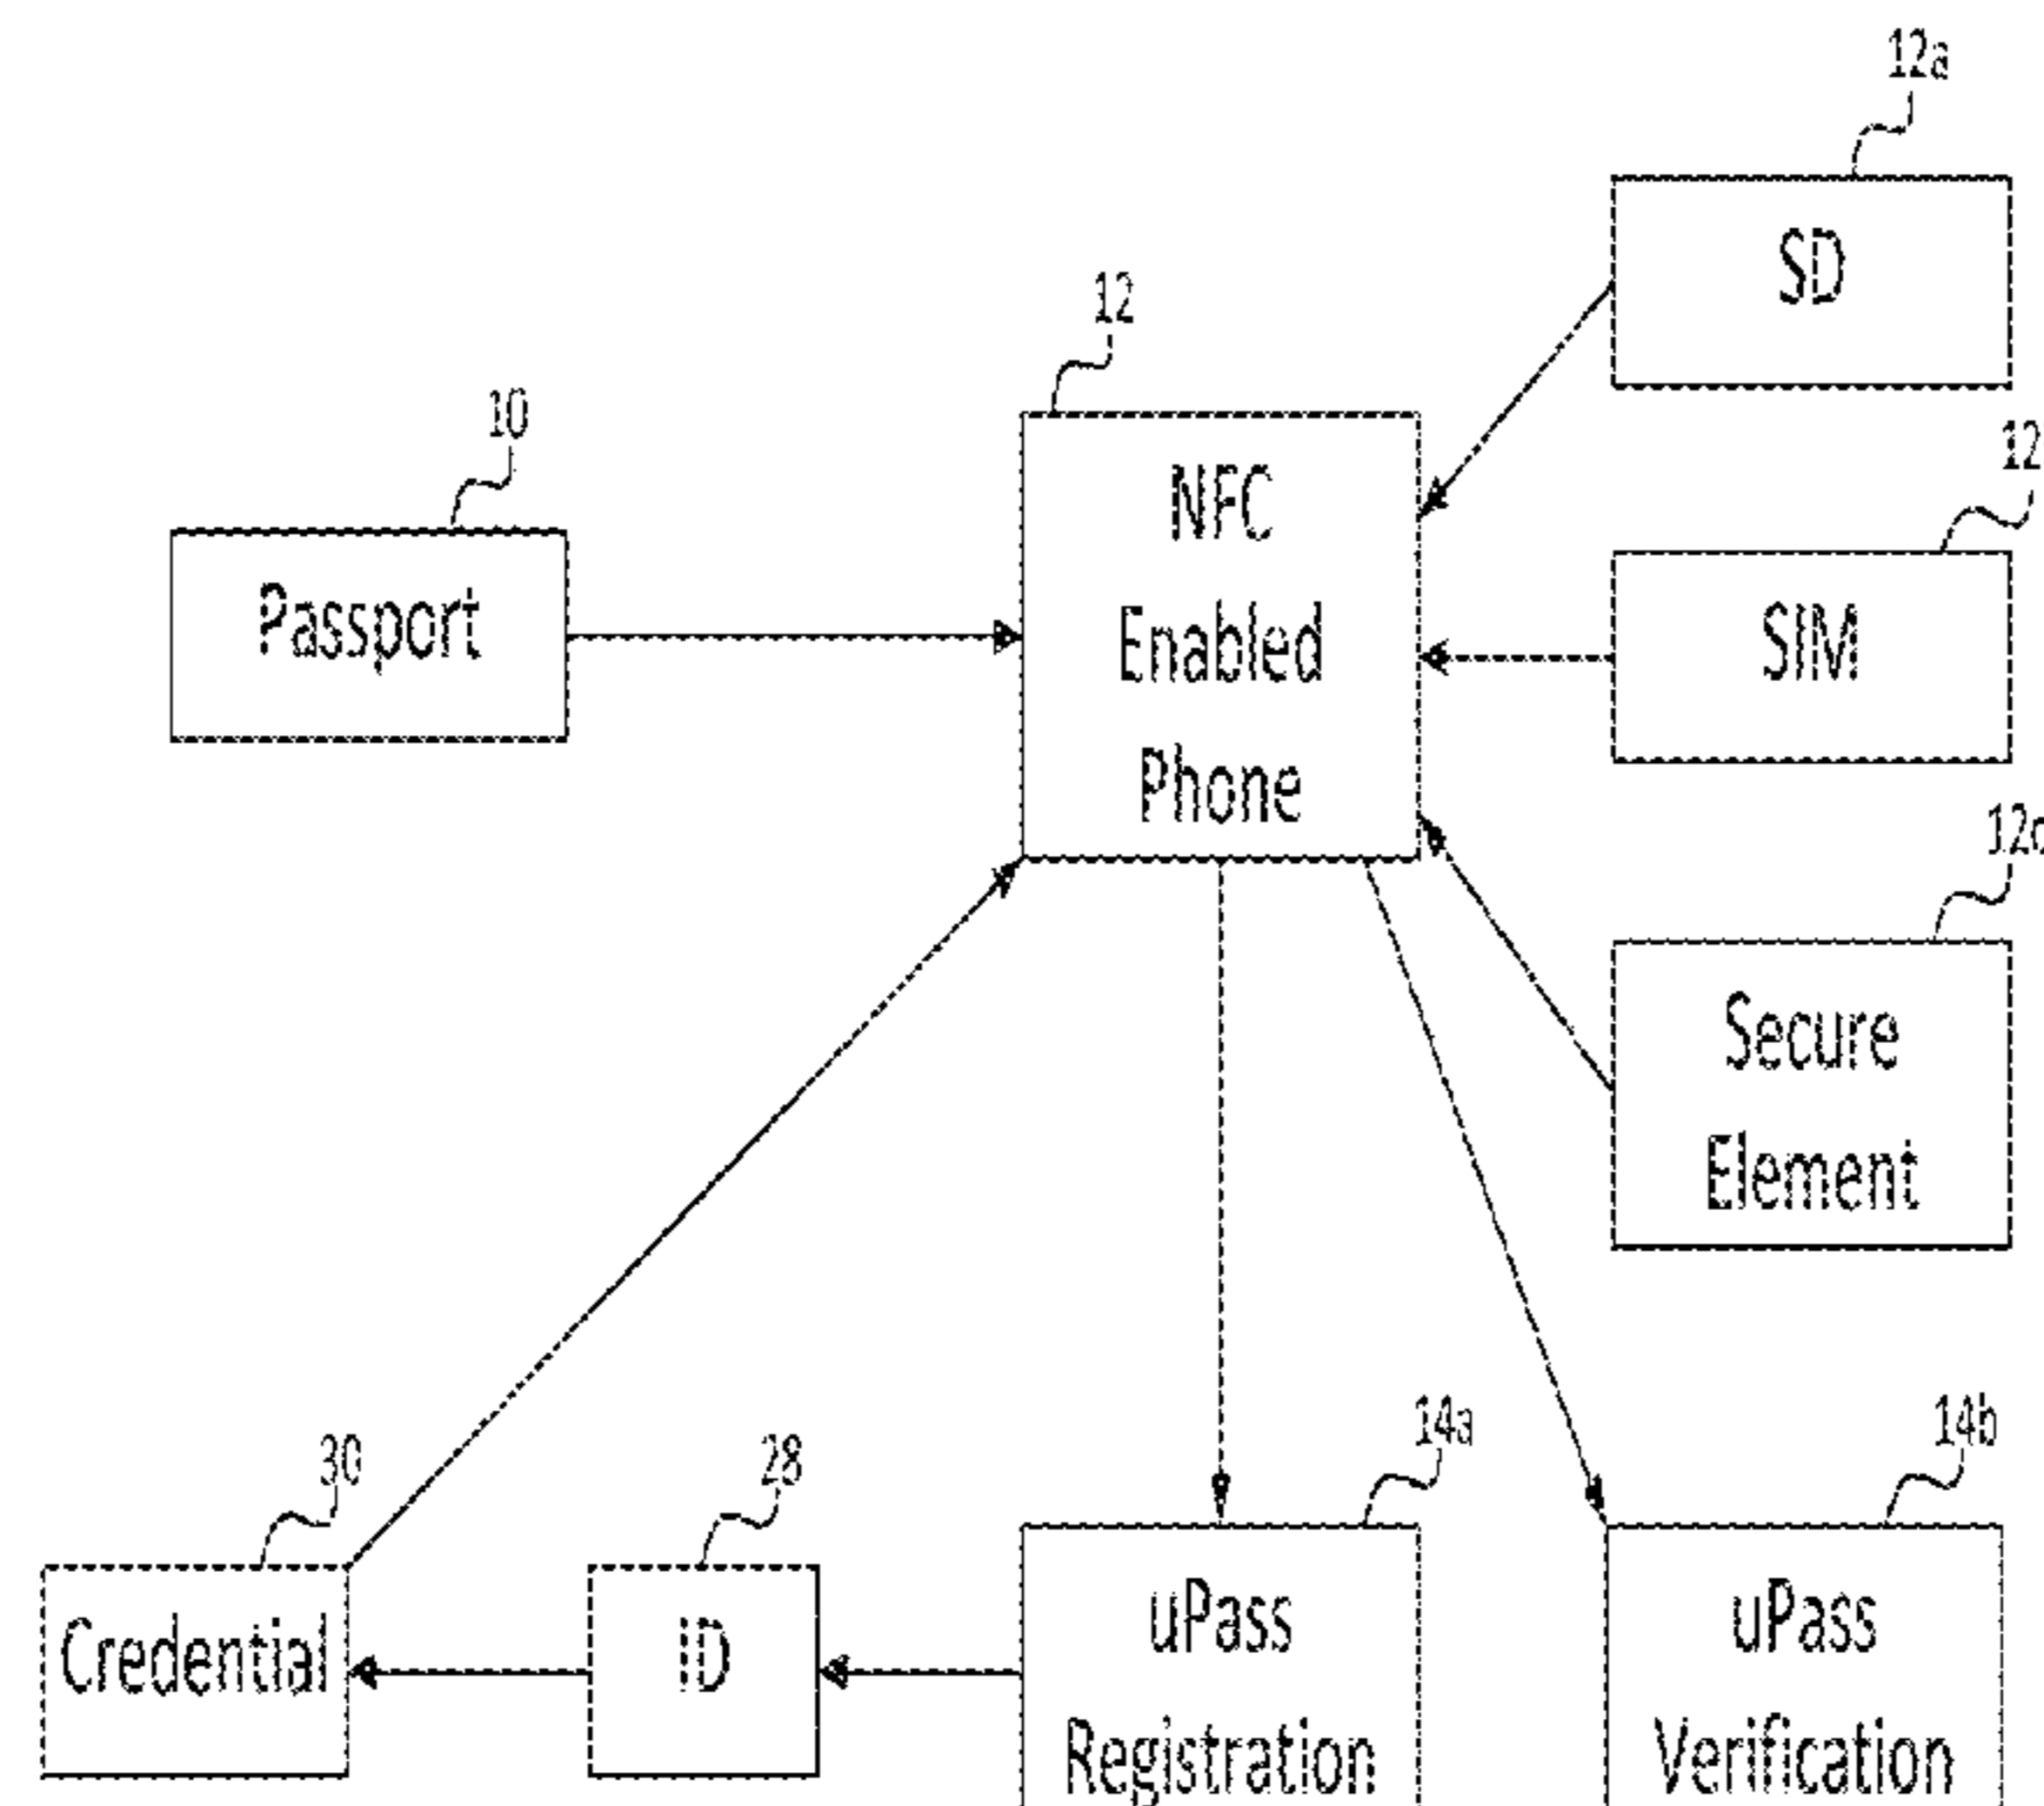 12a
SD
12
10
NFC
Enabled
Phone
Passport
12
SIM
Secure
Element
30
28
14a
14b
Credential
ID
uPass
Registration
uPass
Verification